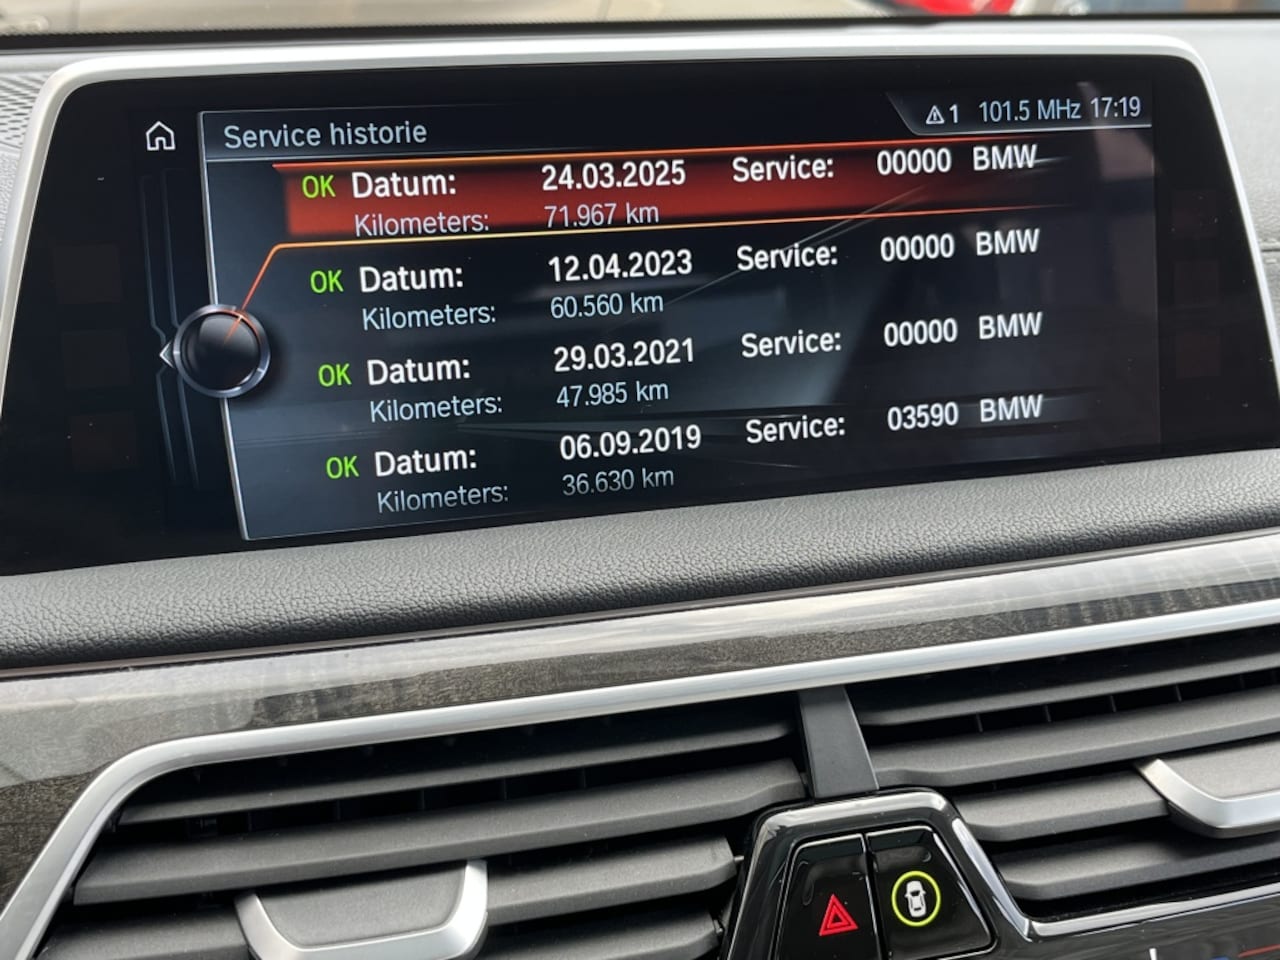 Service historie
1 101.5 MHz 17:19
OK Datum: 24.03.2025 Service: 00000 BMW
Kilometers: 71.967 km
OK Datum: 12.04.2023 Service: 00000 BMW
Kilometers: 60.560 km
OK Datum: 29.03.2021 Service: 00000 BMW
Kilometers: 47.985 km
OK Datum: 06.09.2019 Service: 03590 BMW
Kilometers: 36.630 km